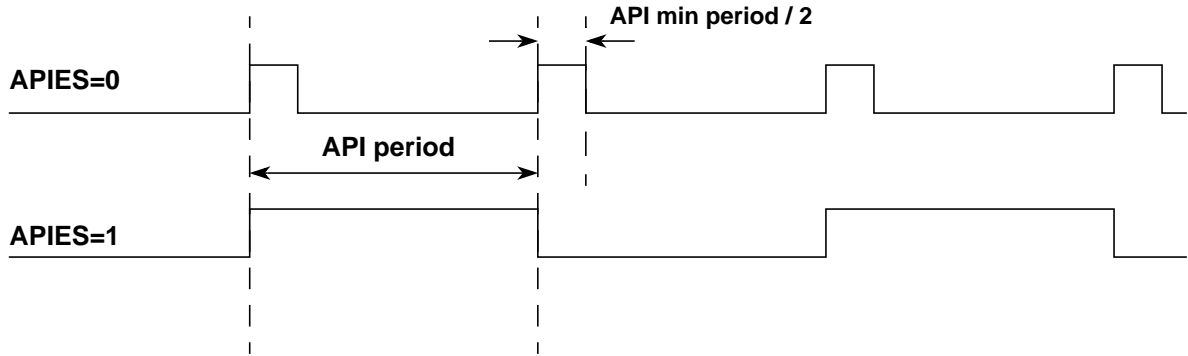 API min period / 2
APIES=0
API period
APIES=1